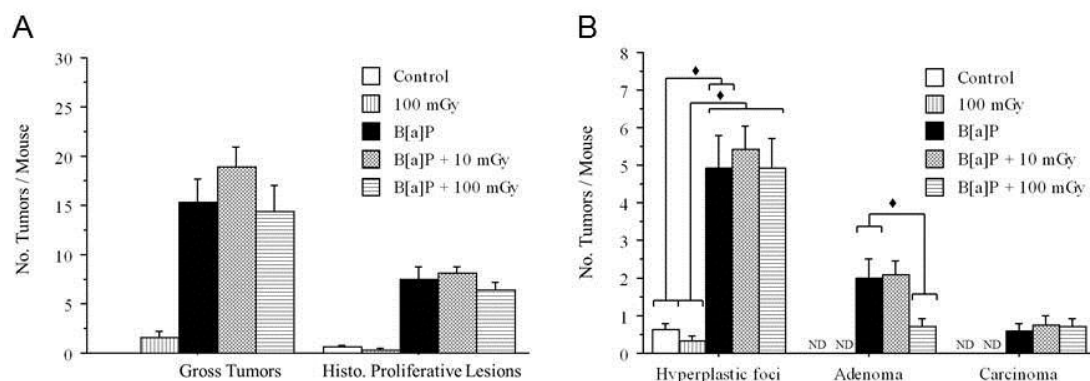 A
No. Tumors / Mouse
30
25
20
15
10
5
0
Control
100 mGy
B[a]P
B[a]P + 10 mGy
B[a]P + 100 mGy
Gross Tumors
Histo. Proliferative Lesions
B
No. Tumors / Mouse
8
7
6
5
4
3
2
1
0
Control
100 mGy
B[a]P
B[a]P + 10 mGy
B[a]P + 100 mGy
ND ND
ND ND
Hyperplastic foci
Adenoma
Carcinoma